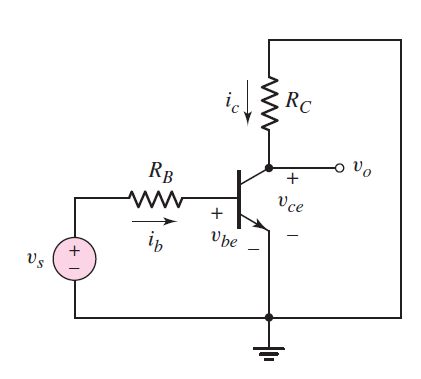 i_c
R_C
v_o
R_B
+
v_ce
+
v_be
−
−
i_b
v_s
+
−